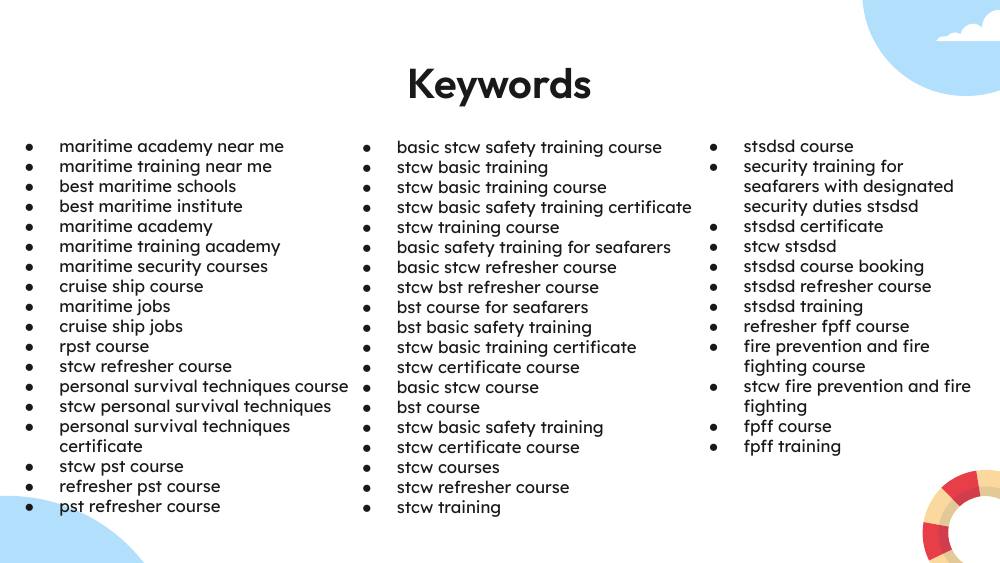 Keywords
● maritime academy near me
● maritime training near me
● best maritime schools
● best maritime institute
● maritime academy
● maritime training academy
● maritime security courses
● cruise ship course
● maritime jobs
● cruise ship jobs
● rpst course
● stcw refresher course
● personal survival techniques course
● stcw personal survival techniques
● personal survival techniques
certificate
● stcw pst course
● refresher pst course
● pst refresher course
● basic stcw safety training course
● stcw basic training
● stcw basic training course
● stcw basic safety training certificate
● stcw training course
● basic safety training for seafarers
● basic stcw refresher course
● stcw bst refresher course
● bst course for seafarers
● bst basic safety training
● stcw basic training certificate
● stcw certificate course
● basic stcw course
● bst course
● stcw basic safety training
● stcw certificate course
● stcw courses
● stcw refresher course
● stcw training
● stsdsd course
● security training for
seafarers with designated
security duties stsdsd
● stsdsd certificate
● stcw stsdsd
● stsdsd course booking
● stsdsd refresher course
● stsdsd training
● refresher fpff course
● fire prevention and fire
fighting course
● stcw fire prevention and fire
fighting
● fpff course
● fpff training